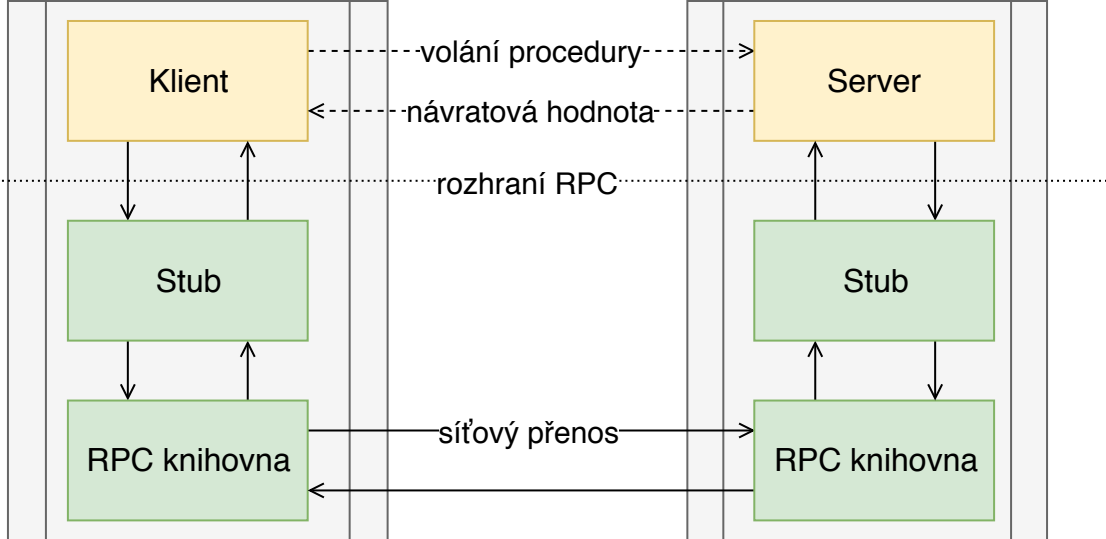 Klient
volání procedury
Server
návratová hodnota
rozhraní RPC
Stub
Stub
RPC knihovna
síťový přenos
RPC knihovna